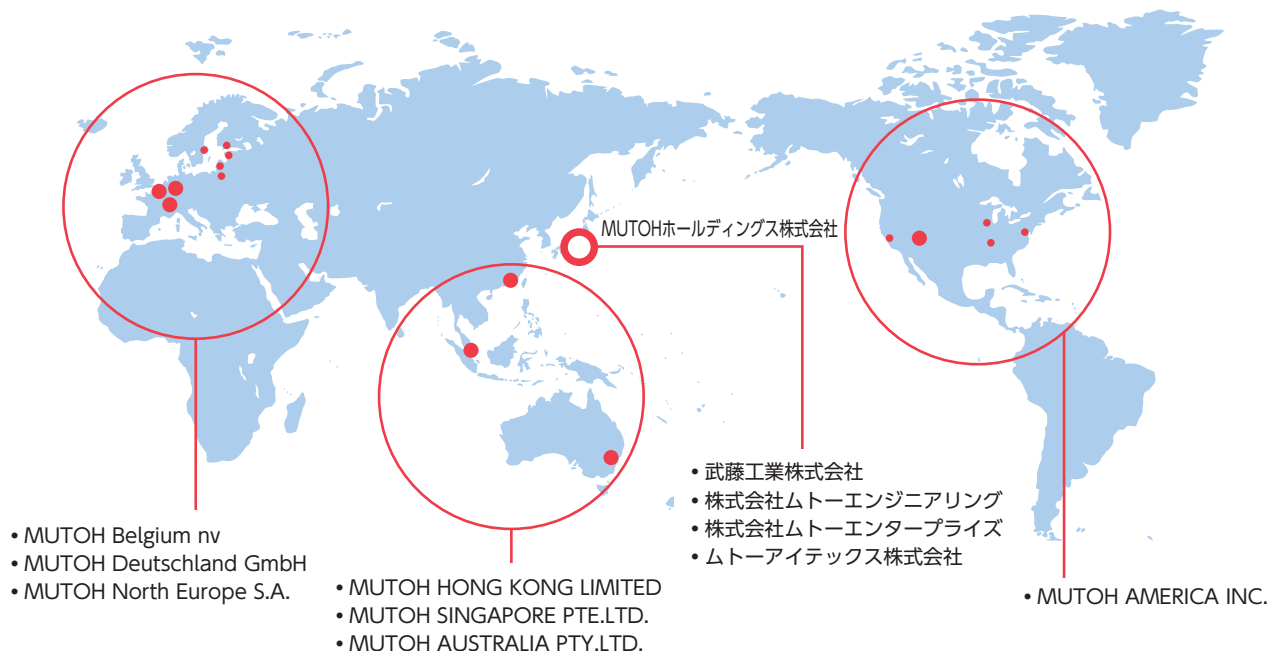 MUTOHホールディングス株式会社
• MUTOH Belgium nv
• MUTOH Deutschland GmbH
• MUTOH North Europe S.A.
• MUTOH HONG KONG LIMITED
• MUTOH SINGAPORE PTE.LTD.
• MUTOH AUSTRALIA PTY.LTD.
• 武藤工業株式会社
• 株式会社ムトーエンジニアリング
• 株式会社ムトーエンタープライズ
• ムトーアイテックス株式会社
• MUTOH AMERICA INC.